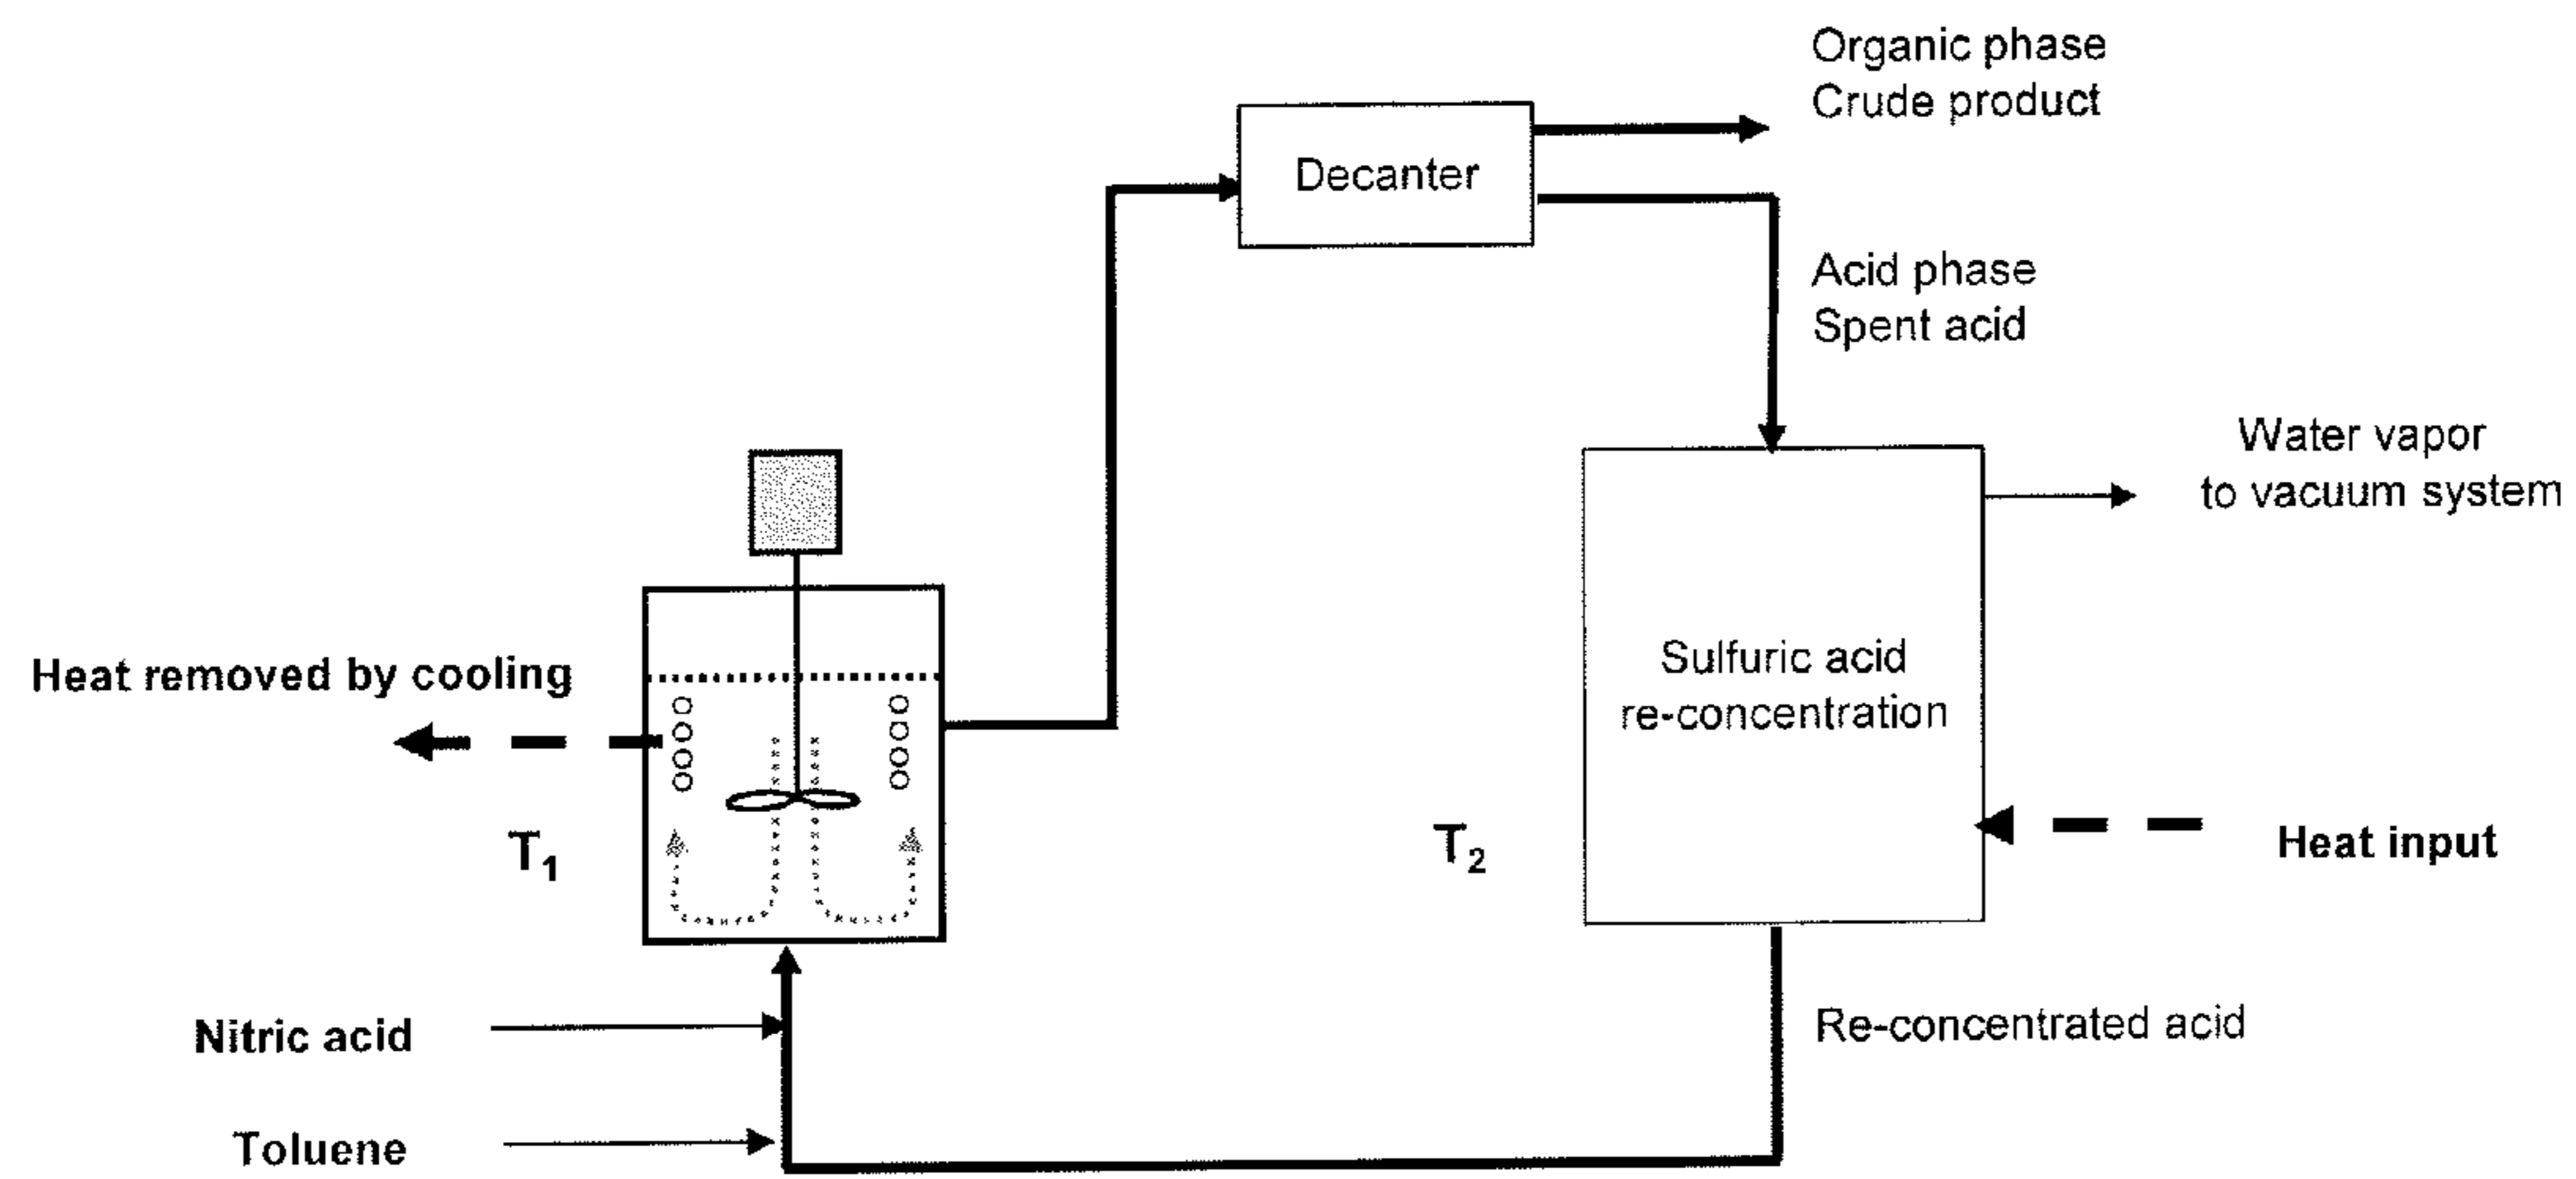 Organic phase
Crude product
Decanter
Acid phase
Spent acid
Water vapor
to vacuum system
Heat removed by cooling
Sulfuric acid
re-concentration
T1
T2
Heat input
Nitric acid
Re-concentrated acid
Toluene